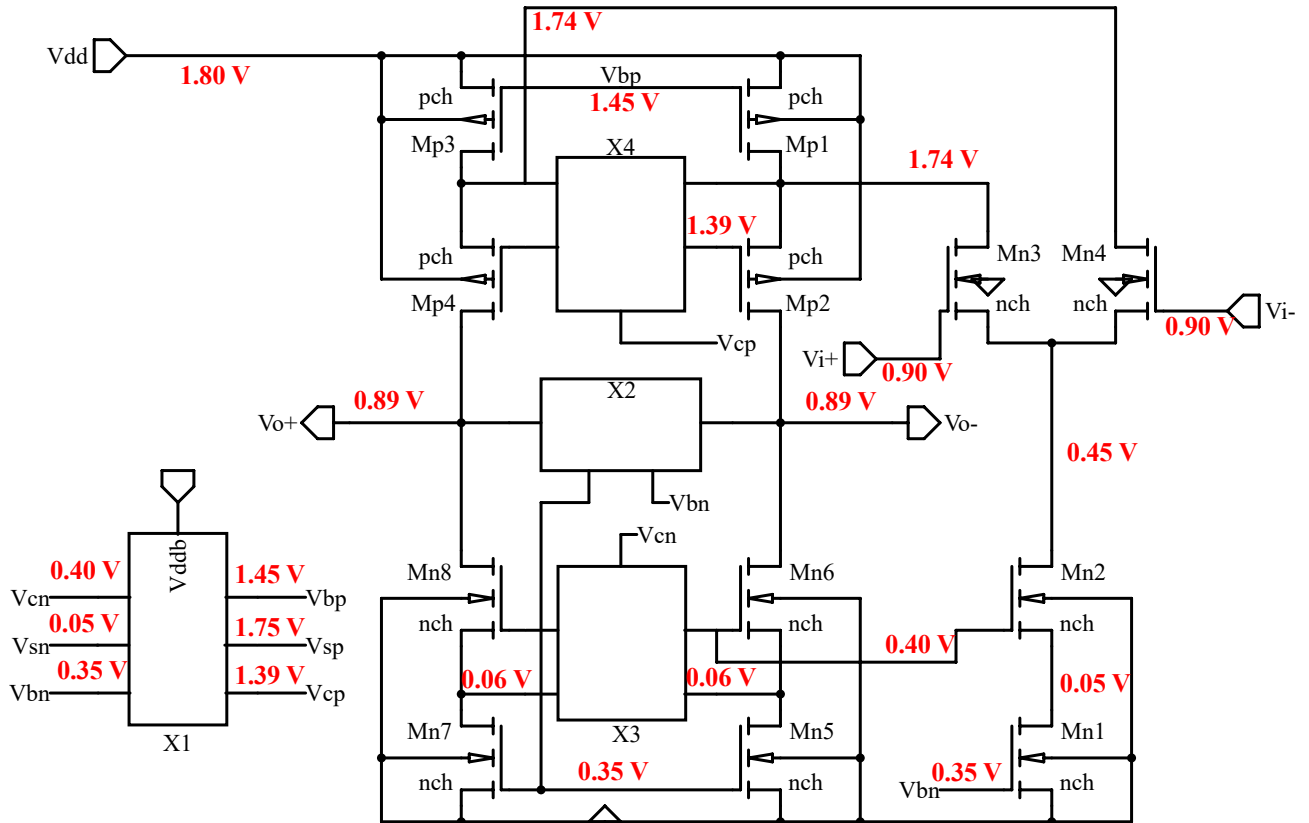 1.74 V
Vdd
1.80 V
Vbp
pch
1.45 V
pch
Mp3
X4
Mp1
1.74 V
1.39 V
Mn3
Mn4
pch
pch
nch
nch
Mp4
Mp2
Vi-
0.90 V
Vcp
Vi+
0.90 V
X2
0.89 V
0.89 V
Vo+
Vo-
0.45 V
Vbn
Vcn
Vddb
0.40 V
1.45 V
Mn8
Mn6
Mn2
Vcn
Vbp
nch
nch
nch
0.05 V
1.75 V
Vsn
Vsp
0.40 V
0.35 V
1.39 V
0.06 V
0.06 V
0.05 V
Vbn
Vcp
Mn7
X3
Mn5
Mn1
X1
0.35 V
0.35 V
nch
nch
Vbn
nch